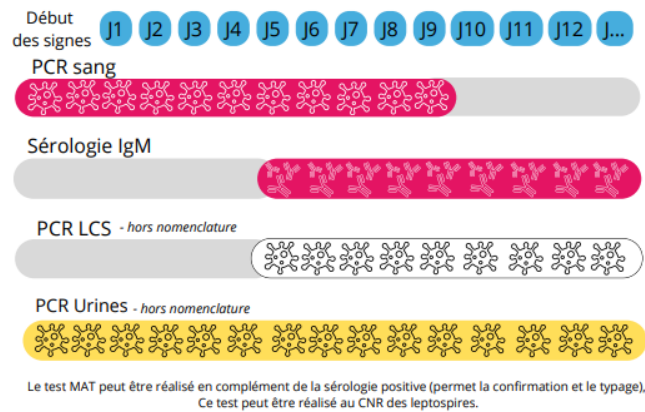 Début
des signes
J1 J2 J3 J4 J5 J6 J7 J8 J9 J10 J11 J12 J...
PCR sang
Sérologie IgM
PCR LCS - hors nomenclature
PCR Urines - hors nomenclature
Le test MAT peut être réalisé en complément de la sérologie positive (permet la confirmation et le typage),
Ce test peut être réalisé au CNR des leptospires.